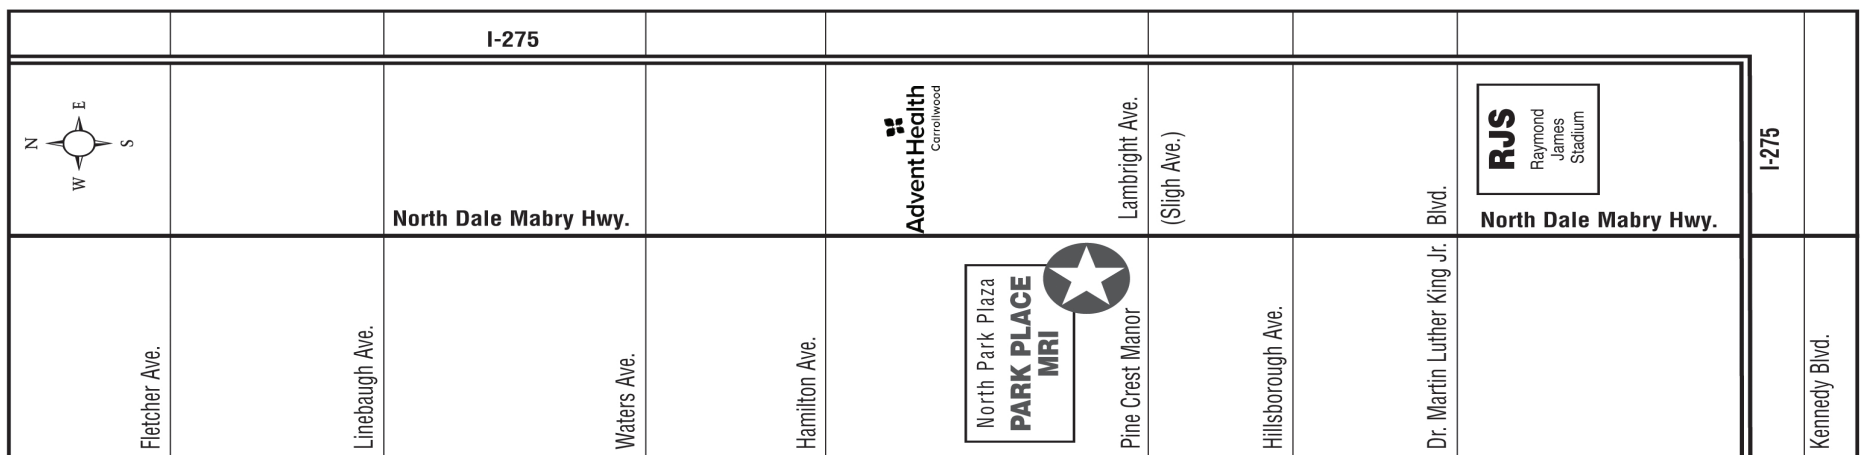 I-275
N
E
S
W
AdventHealth
Carrollwood
Lambright Ave.
(Sligh Ave.)
RJS
Raymond
James
Stadium
I-275
North Dale Mabry Hwy.
North Dale Mabry Hwy.
Fletcher Ave.
Linebaugh Ave.
Waters Ave.
Hamilton Ave.
North Park Plaza
PARK PLACE
MRI
Pine Crest Manor
Hillsborough Ave.
Dr. Martin Luther King Jr. Blvd.
Kennedy Blvd.